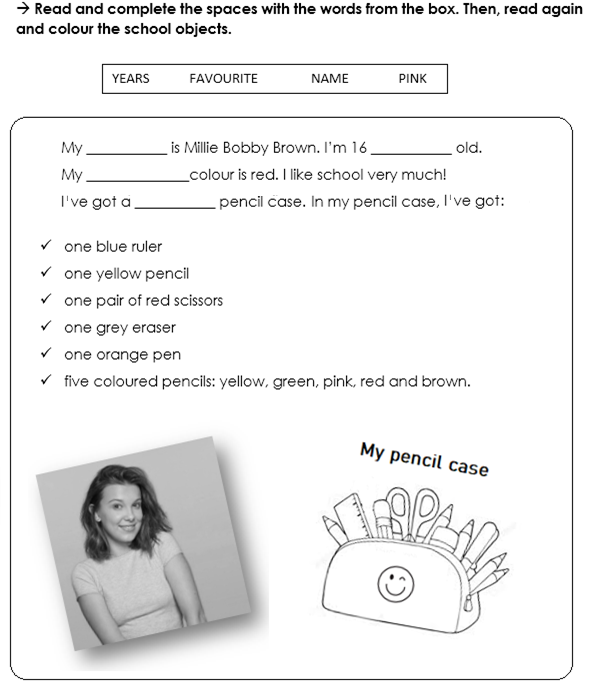 → Read and complete the spaces with the words from the box. Then, read again
and colour the school objects.
YEARS FAVOURITE NAME PINK
My __________ is Millie Bobby Brown. I'm 16 __________ old.
My _____________colour is red. I like school very much!
I've got a __________ pencil case. In my pencil case, I've got:
✓ one blue ruler
✓ one yellow pencil
✓ one pair of red scissors
✓ one grey eraser
✓ one orange pen
✓ five coloured pencils: yellow, green, pink, red and brown.
My pencil case